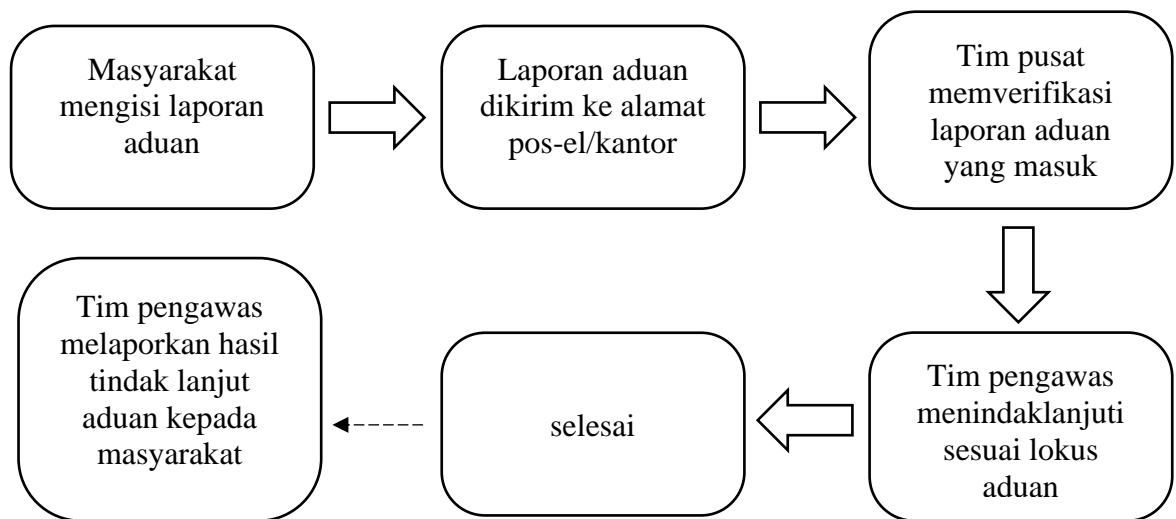 Masyarakat
mengisi laporan
aduan
Laporan aduan
dikirim ke alamat
pos-el/kantor
Tim pusat
memverifikasi
laporan aduan
yang masuk
Tim pengawas
menindaklanjuti
sesuai lokus
aduan
selesai
Tim pengawas
melaporkan hasil
tindak lanjut
aduan kepada
masyarakat